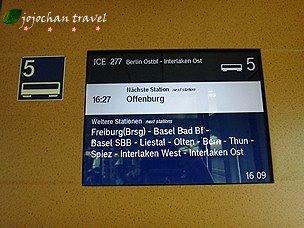 jojochan travel
5
ICE 277 Berlin Ostbf - Interlaken Ost
5
Nächste Station next station
16:27 Offenburg
Weitere Stationen next stations
Freiburg(Brsg) - Basel Bad Bf -
Basel SBB - Liestal - Olten - Bern - Thun -
Spiez - Interlaken West - Interlaken Ost
16 09